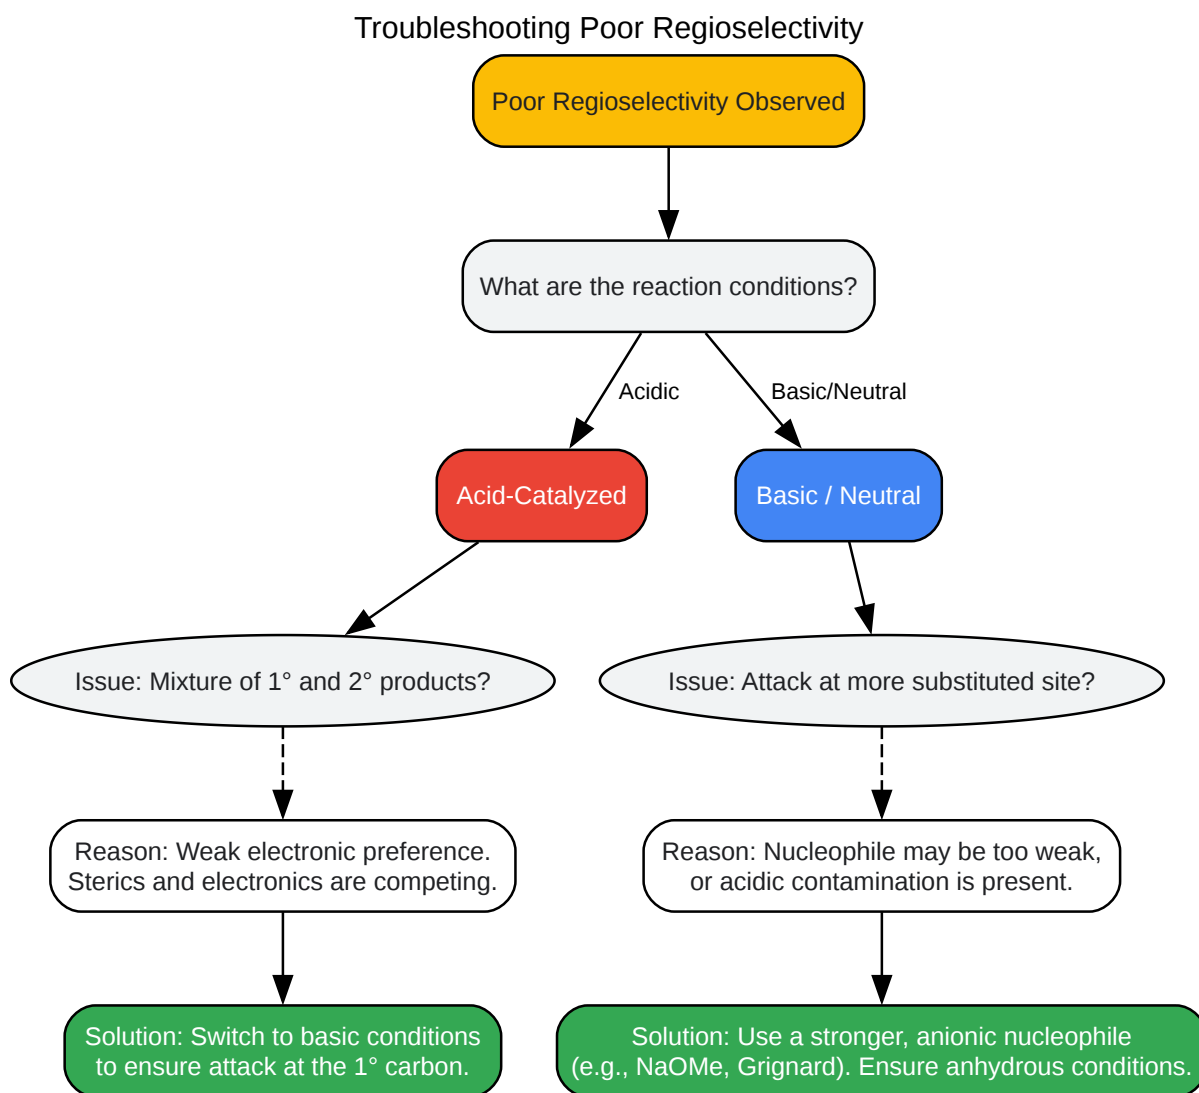 Troubleshooting Poor Regioselectivity
Poor Regioselectivity Observed
What are the reaction conditions?
Acidic
Basic/Neutral
Acid-Catalyzed
Basic / Neutral
Issue: Mixture of 1° and 2° products?
Issue: Attack at more substituted site?
Reason: Weak electronic preference.
Sterics and electronics are competing.
Reason: Nucleophile may be too weak,
or acidic contamination is present.
Solution: Switch to basic conditions
to ensure attack at the 1° carbon.
Solution: Use a stronger, anionic nucleophile
(e.g., NaOMe, Grignard). Ensure anhydrous conditions.